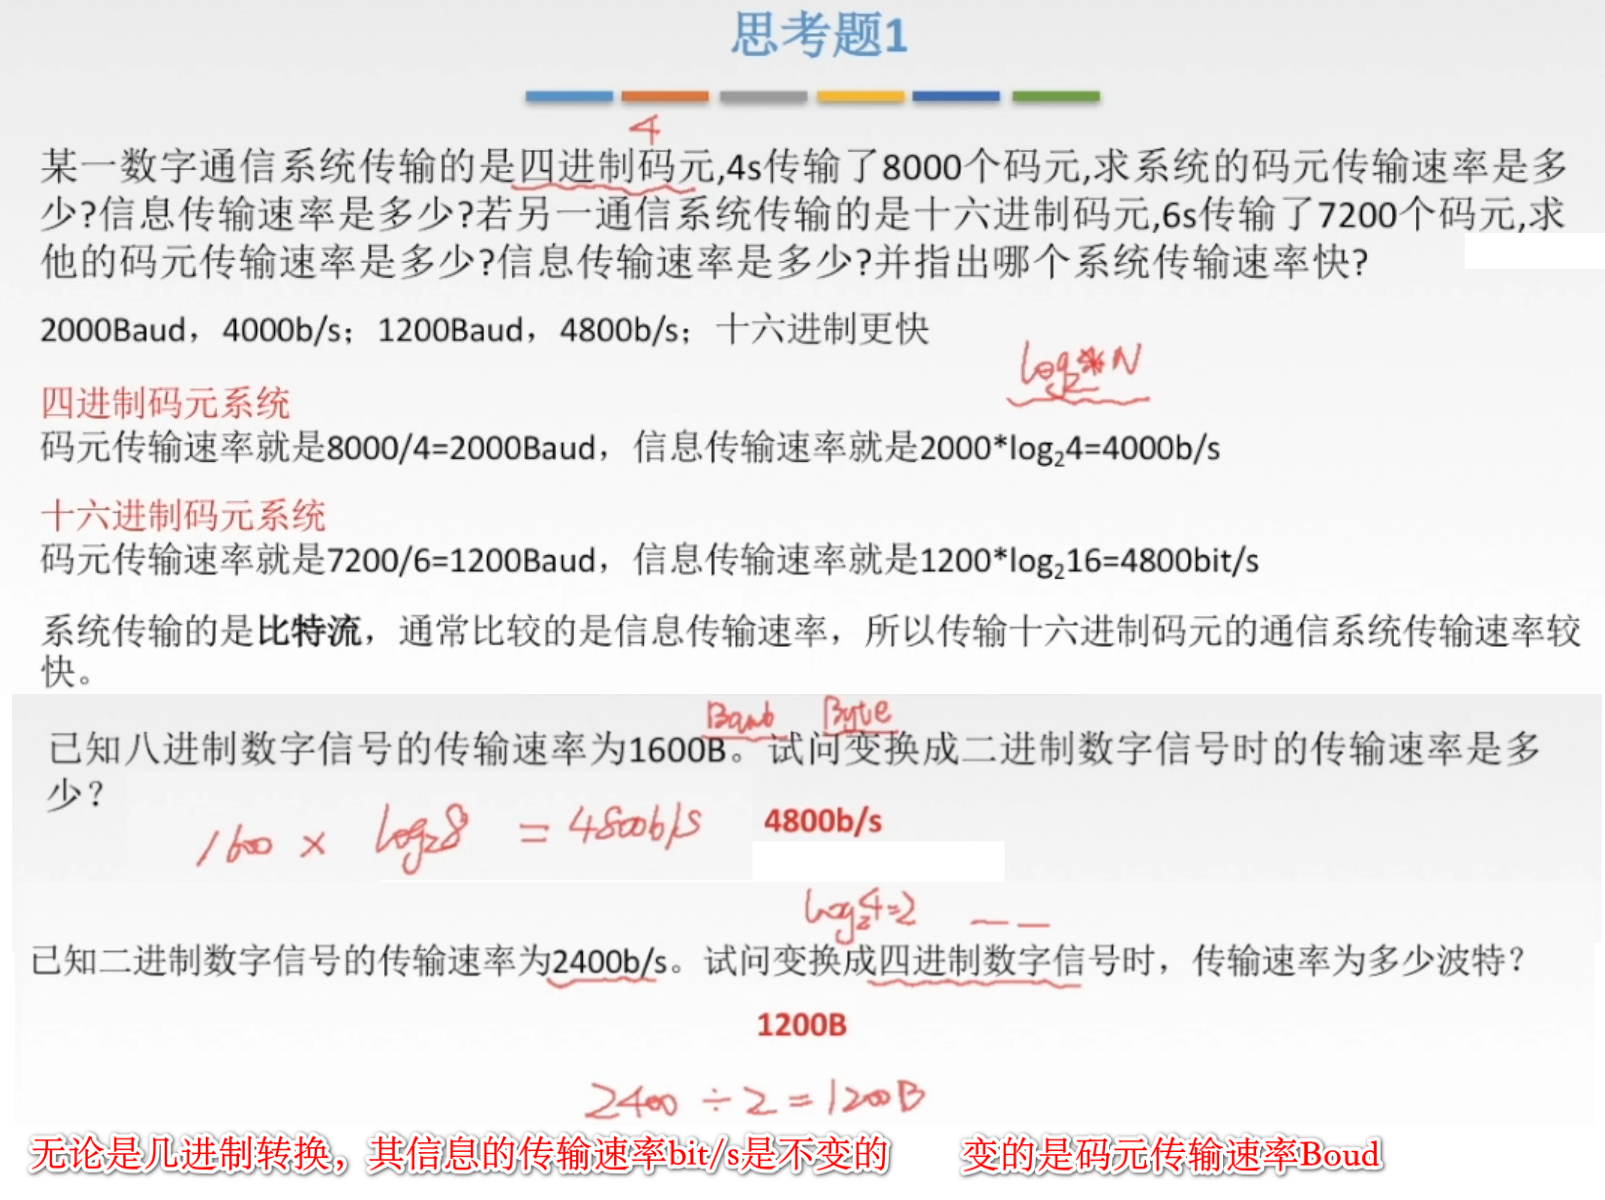 思考题1
4
某一数字通信系统传输的是四进制码元,4s传输了8000个码元,求系统的码元传输速率是多
少?信息传输速率是多少?若另一通信系统传输的是十六进制码元,6s传输了7200个码元,求
他的码元传输速率是多少?信息传输速率是多少?并指出哪个系统传输速率快?
2000Baud，4000b/s；1200Baud，4800b/s；十六进制更快
四进制码元系统
码元传输速率就是8000/4=2000Baud，信息传输速率就是2000*log₂4=4000b/s
十六进制码元系统
码元传输速率就是7200/6=1200Baud，信息传输速率就是1200*log₂16=4800bit/s
系统传输的是比特流，通常比较的是信息传输速率，所以传输十六进制码元的通信系统传输速率较
快。
Byte
已知八进制数字信号的传输速率为1600B。试问变换成二进制数字信号时的传输速率是多
少？
1600 × log₂8 = 4800b/s 4800b/s
log₂4=2
已知二进制数字信号的传输速率为2400b/s。试问变换成四进制数字信号时，传输速率为多少波特？
1200B
2400 ÷ 2 = 1200B
无论是几进制转换，其信息的传输速率bit/s是不变的 变的是码元传输速率Boud